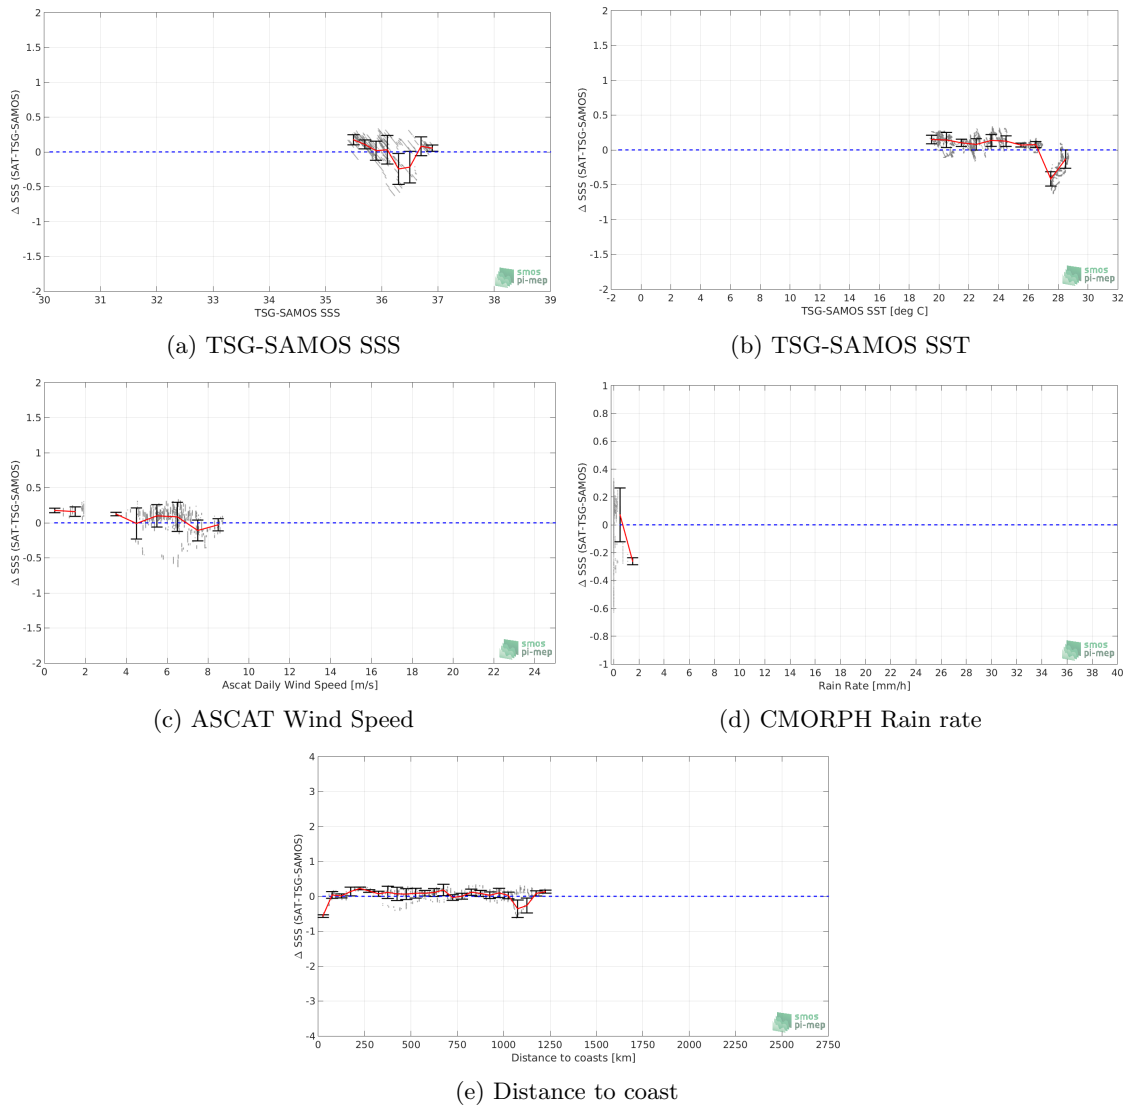 2
1.5
1
0.5
0
-0.5
-1
-1.5
-2
Δ SSS (SAT-TSG-SAMOS)
30 31 32 33 34 35 36 37 38 39
TSG-SAMOS SSS
smos
pi-mep
(a) TSG-SAMOS SSS
2
1.5
1
0.5
0
-0.5
-1
-1.5
-2
Δ SSS (SAT-TSG-SAMOS)
-2 0 2 4 6 8 10 12 14 16 18 20 22 24 26 28 30 32
TSG-SAMOS SST [deg C]
smos
pi-mep
(b) TSG-SAMOS SST
2
1.5
1
0.5
0
-0.5
-1
-1.5
-2
Δ SSS (SAT-TSG-SAMOS)
0 2 4 6 8 10 12 14 16 18 20 22 24
Ascat Daily Wind Speed [m/s]
smos
pi-mep
(c) ASCAT Wind Speed
1
0.8
0.6
0.4
0.2
0
-0.2
-0.4
-0.6
-0.8
-1
Δ SSS (SAT-TSG-SAMOS)
0 2 4 6 8 10 12 14 16 18 20 22 24 26 28 30 32 34 36 38 40
Rain Rate [mm/h]
smos
pi-mep
(d) CMORPH Rain rate
4
3
2
1
0
-1
-2
-3
-4
Δ SSS (SAT-TSG-SAMOS)
0 250 500 750 1000 1250 1500 1750 2000 2250 2500 2750
Distance to coasts [km]
smos
pi-mep
(e) Distance to coast